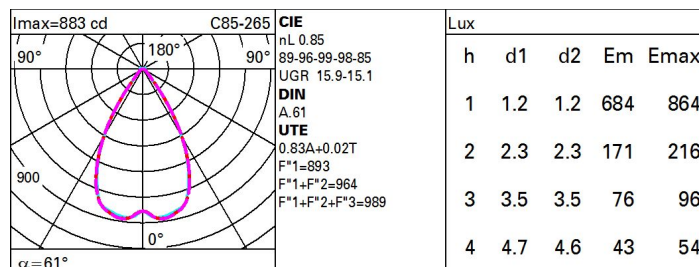 Imax=883 cd C85-265
90° 180° 90°
900
0°
α=61°
CIE
nL 0.85
89-96-99-98-85
UGR 15.9-15.1
DIN
A.61
UTE
0.83A+0.02T
F"1=893
F"1+F"2=964
F"1+F"2+F"3=989
Lux
h d1 d2 Em Emax
1 1.2 1.2 684 864
2 2.3 2.3 171 216
3 3.5 3.5 76 96
4 4.7 4.6 43 54